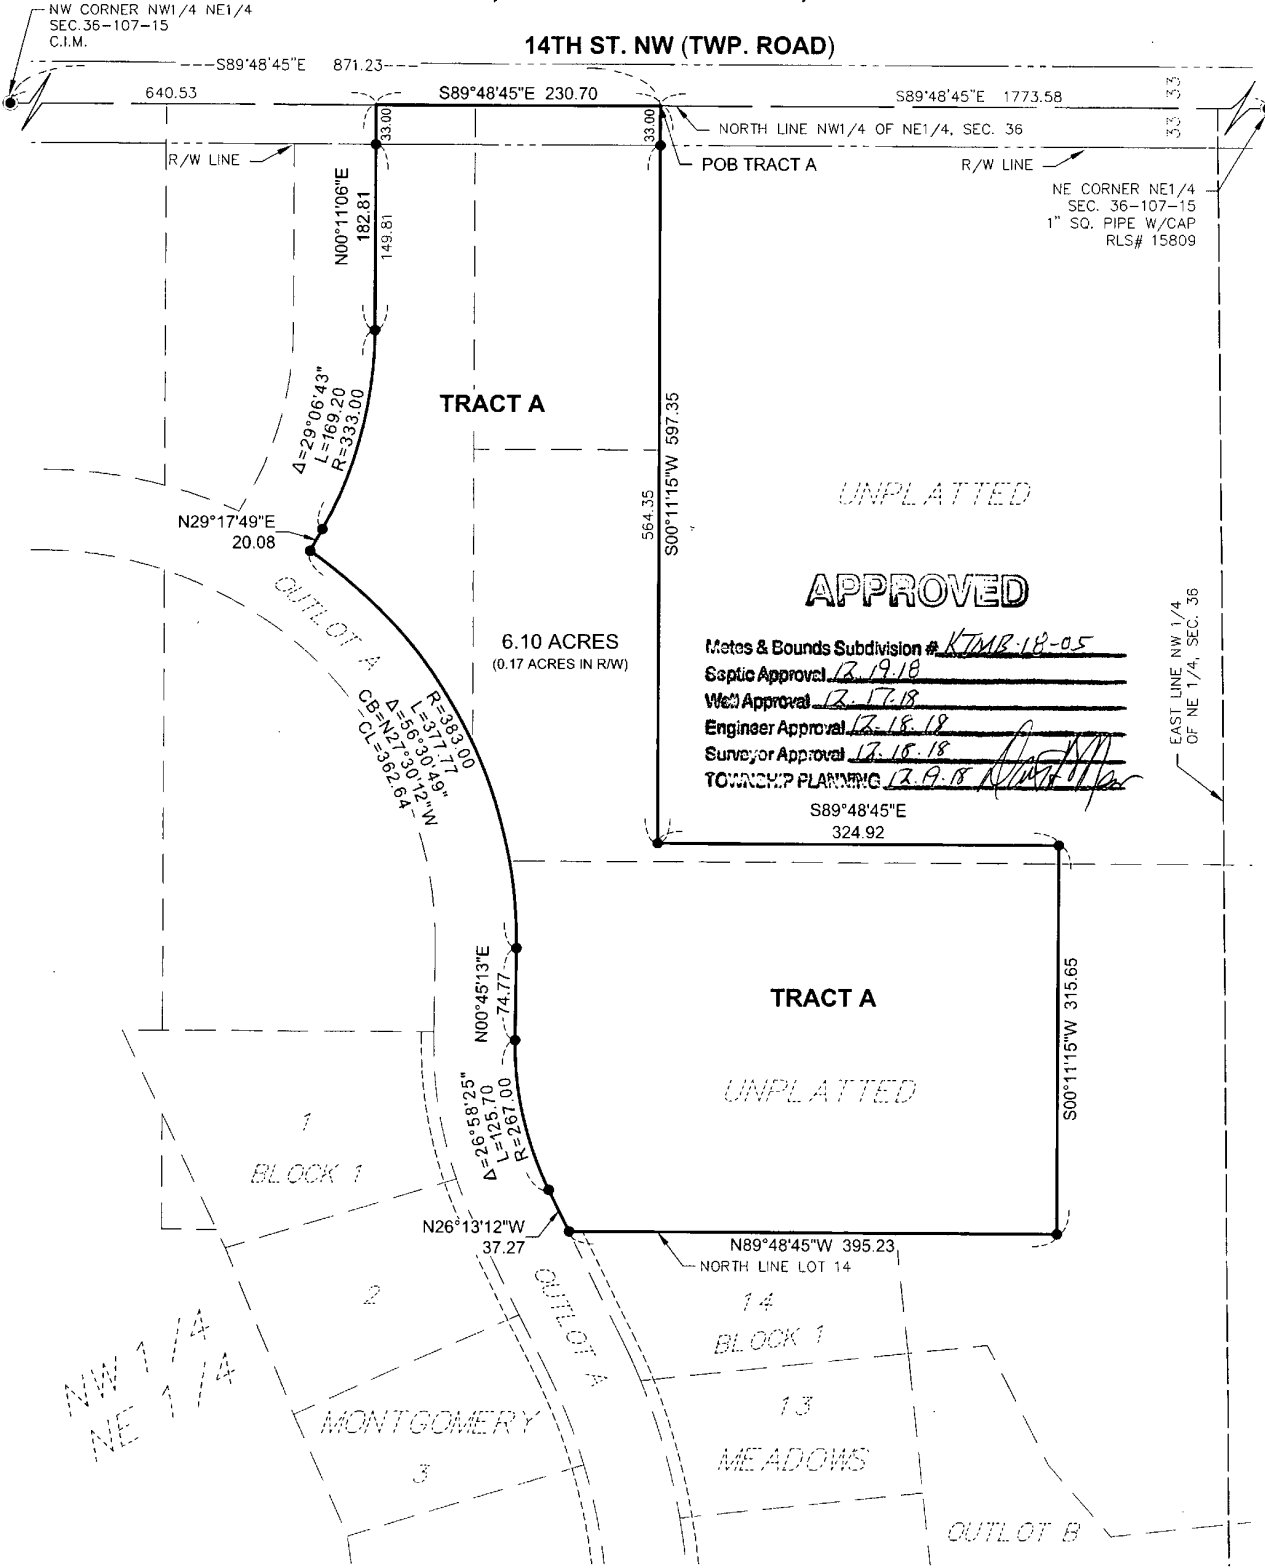 NW CORNER NW1/4 NE1/4
SEC.36-107-15
C.I.M.
14TH ST. NW (TWP. ROAD)
S89°48'45"E 871.23
640.53
S89°48'45"E 230.70
S89°48'45"E 1773.58
33
33
33.00
33.00
NORTH LINE NW1/4 OF NE1/4, SEC. 36
R/W LINE
POB TRACT A
R/W LINE
NE CORNER NE1/4
SEC. 36-107-15
1" SQ. PIPE W/CAP
RLS# 15809
N00°11'06"E
182.81
149.81
Δ=29°06'43"
L=169.20
R=333.00
TRACT A
564.35
S00°11'15"W 597.35
UNPLATTED
N29°17'49"E
20.08
OUTLOT A
APPROVED
Metes & Bounds Subdivision # KTMB-18-05
Septic Approval 12.19.18
Well Approval 12.17.18
Engineer Approval 12.18.18
Surveyor Approval 12.18.18
TOWNSHIP PLANNING
6.10 ACRES
(0.17 ACRES IN R/W)
R=383.00
L=377.77
Δ=56°30'49"
CB=N27°30'12"W
CL=362.64
EAST LINE NW 1/4
OF NE 1/4, SEC. 36
S89°48'45"E
324.92
N00°45'13"E
74.77
TRACT A
S00°11'15"W 315.65
UNPLATTED
Δ=26°58'25"
L=125.70
R=267.00
1
BLOCK 1
N26°13'12"W
37.27
N89°48'45"W 395.23
NORTH LINE LOT 14
2
OUTLOT A
14
BLOCK 1
NW 1/4
NE 1/4
MONTGOMERY
13
MEADOWS
3
OUTLOT B